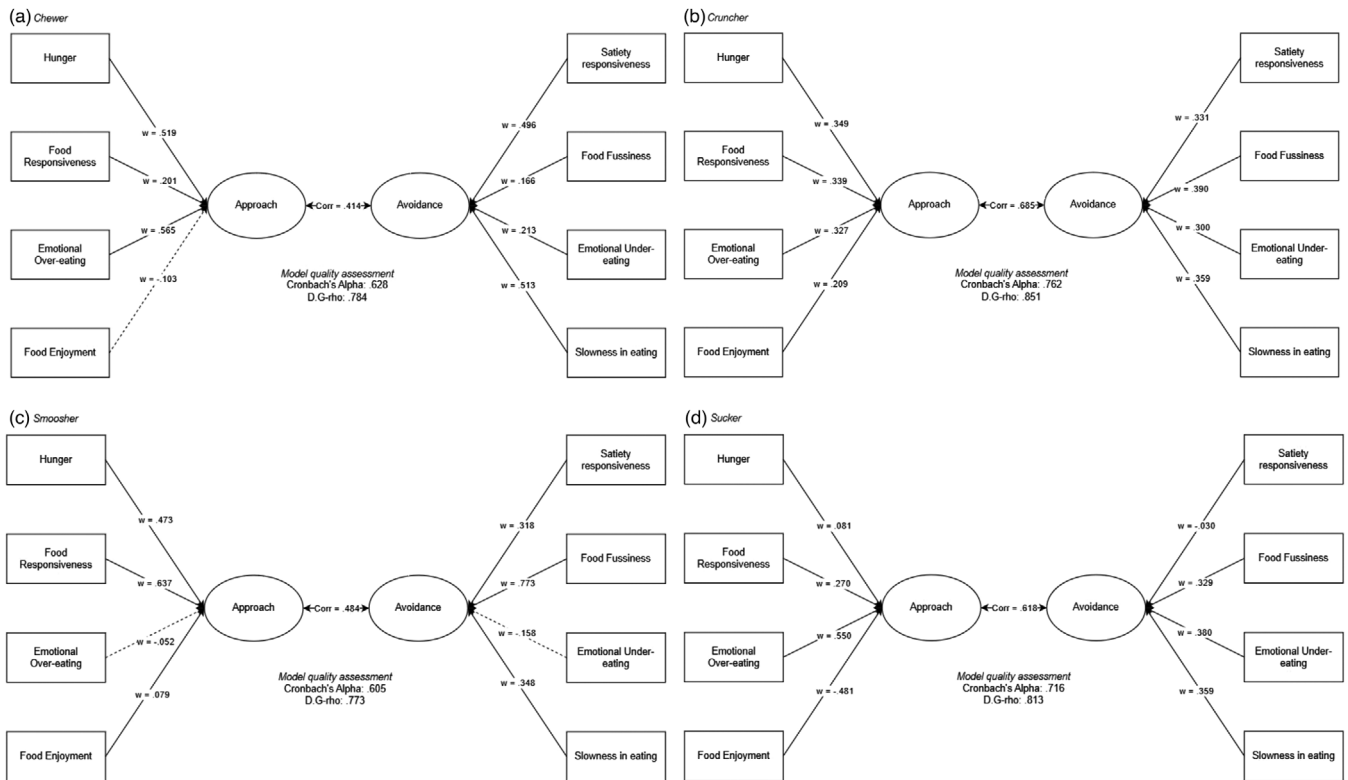 (a) Chewer
Hunger
Food
Responsiveness
Emotional
Over-eating
Food Enjoyment
w = .519
w = .201
w = .565
w = -.103
Approach
Corr = .414
Avoidance
Model quality assessment
Cronbach's Alpha: .628
D.G-rho: .784
w = .496
w = .166
w = .213
w = .513
Satiety
responsiveness
Food Fussiness
Emotional Under-
eating
Slowness in eating
(b) Cruncher
Hunger
Food
Responsiveness
Emotional
Over-eating
Food Enjoyment
w = .349
w = .339
w = .327
w = .209
Approach
Corr = .685
Avoidance
Model quality assessment
Cronbach's Alpha: .762
D.G-rho: .851
w = .331
w = .390
w = .300
w = .359
Satiety
responsiveness
Food Fussiness
Emotional Under-
eating
Slowness in eating
(c) Smoosher
Hunger
Food
Responsiveness
Emotional
Over-eating
Food Enjoyment
w = .473
w = .637
w = -.052
w = .079
Approach
Corr = .484
Avoidance
Model quality assessment
Cronbach's Alpha: .605
D.G-rho: .773
w = .318
w = .773
w = -.158
w = .348
Satiety
responsiveness
Food Fussiness
Emotional Under-
eating
Slowness in eating
(d) Sucker
Hunger
Food
Responsiveness
Emotional
Over-eating
Food Enjoyment
w = .081
w = .270
w = .550
w = -.481
Approach
Corr = .618
Avoidance
Model quality assessment
Cronbach's Alpha: .716
D.G-rho: .813
w = -.030
w = .329
w = .380
w = .359
Satiety
responsiveness
Food Fussiness
Emotional Under-
eating
Slowness in eating